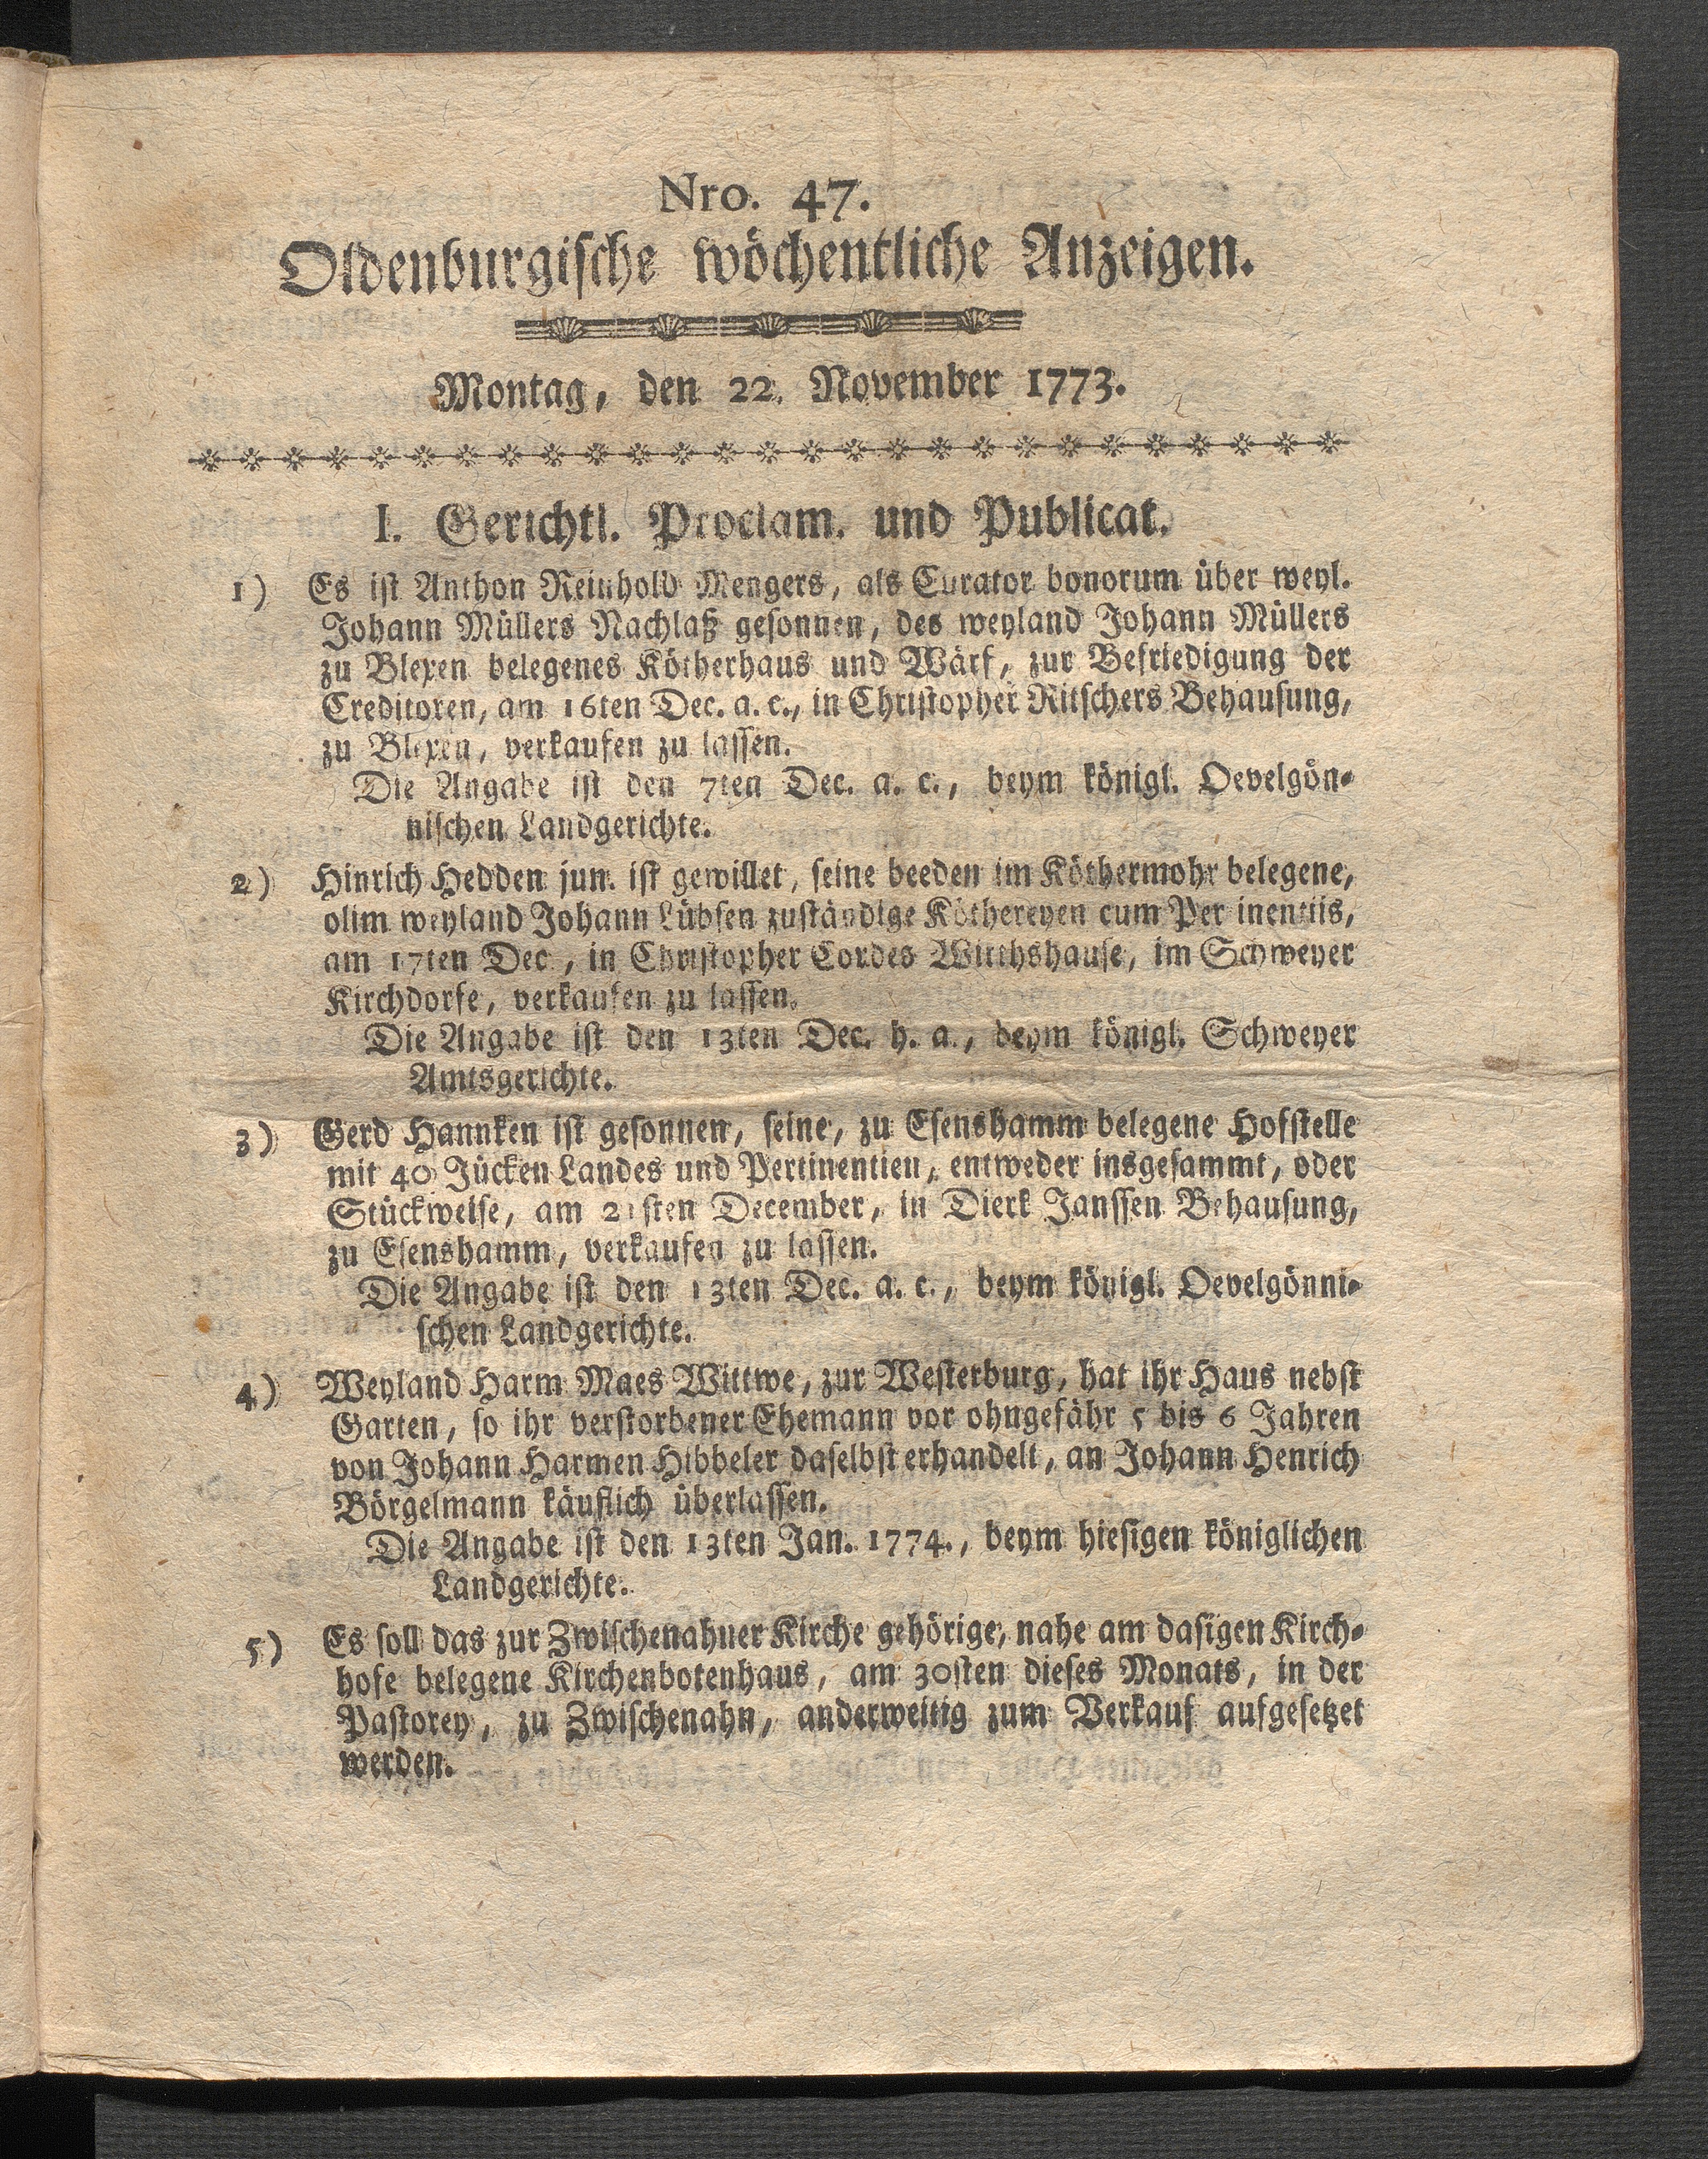 Nro. 47.
Oldenburgische wöchentliche Anzeigen.
Montag, den 22. November 1773.
I. Gerichtl. Proclam. und Publicat.
1) Es ist Anthon Reinhold Mengers, als Curator bonorum über weyl.
Johann Müllers Nachlaß gesonnen, des weyland Johann Müllers
zu Blexen belegenes Kötherhaus und Wärf, zur Befriedigung der
Creditoren, am 16ten Dec. a. c., in Christopher Ritschers Behausung,
zu Blexen, verkaufen zu lassen.
Die Angabe ist den 7ten Dec. a. c., beym königl. Oevelgön-
nischen Landgerichte.
2) Hinrich Hedden jun. ist gewillet, seine beeden im Köthermohr belegene,
olim weyland Johann Lübsen zuständige Köthereyen cum Per inentiis,
am 17ten Dec., in Christopher Cordes Wirthshause, im Schweyer
Kirchdorfe, verkaufen zu lassen.
Die Angabe ist den 13ten Dec. h. a., beym königl. Schweyer
Amtsgerichte.
3) Gerd Hannken ist gesonnen, seine, zu Esenshamm belegene Hofstelle
mit 40 Jücken Landes und Pertinentien, entweder insgesammt, oder
Stückweise, am 21sten December, in Dierk Janssen Behausung,
zu Esenshamm, verkaufen zu lassen.
Die Angabe ist den 13ten Dec. a. c., beym königl. Oevelgönni-
schen Landgerichte.
4) Weyland Harm Maes Wittwe, zur Westerburg, hat ihr Haus nebst
Garten, so ihr verstorbener Ehemann vor ohngefähr 5 bis 6 Jahren
von Johann Harmen Hibbeler daselbst erhandelt, an Johann Henrich
Börgelmann käuflich überlassen.
Die Angabe ist den 13ten Jan. 1774., beym hiesigen königlichen
Landgerichte.
5) Es soll das zur Zwischenahner Kirche gehörige, nahe am dasigen Kirch-
hofe belegene Kirchenbotenhaus, am 30sten dieses Monats, in der
Pastorey, zu Zwischenahn, anderweitig zum Verkauf aufgesetzet
werden.